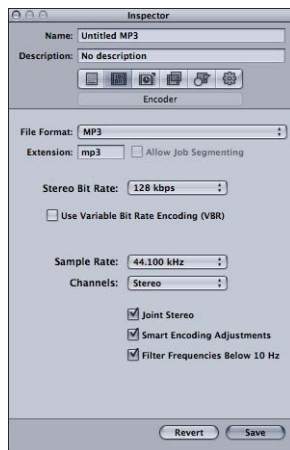 Inspector
Name: Untitled MP3
Description: No description
Encoder
File Format: MP3
Extension: mp3 Allow Job Segmenting
Stereo Bit Rate: 128 kbps
Use Variable Bit Rate Encoding (VBR)
Sample Rate: 44.100 kHz
Channels: Stereo
Joint Stereo
Smart Encoding Adjustments
Filter Frequencies Below 10 Hz
Revert Save